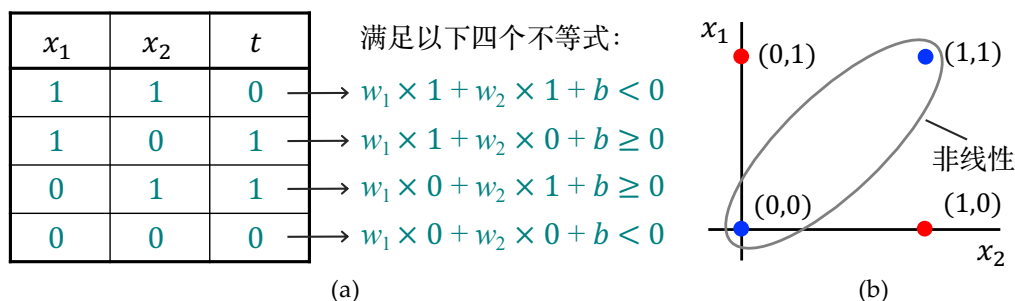 x₁ x₂ t
满足以下四个不等式：
1 1 0 → w₁ × 1 + w₂ × 1 + b < 0
1 0 1 → w₁ × 1 + w₂ × 0 + b ≥ 0
0 1 1 → w₁ × 0 + w₂ × 1 + b ≥ 0
0 0 0 → w₁ × 0 + w₂ × 0 + b < 0
(a)
x₁
(0,1)
(1,1)
非线性
(0,0)
(1,0)
x₂
(b)